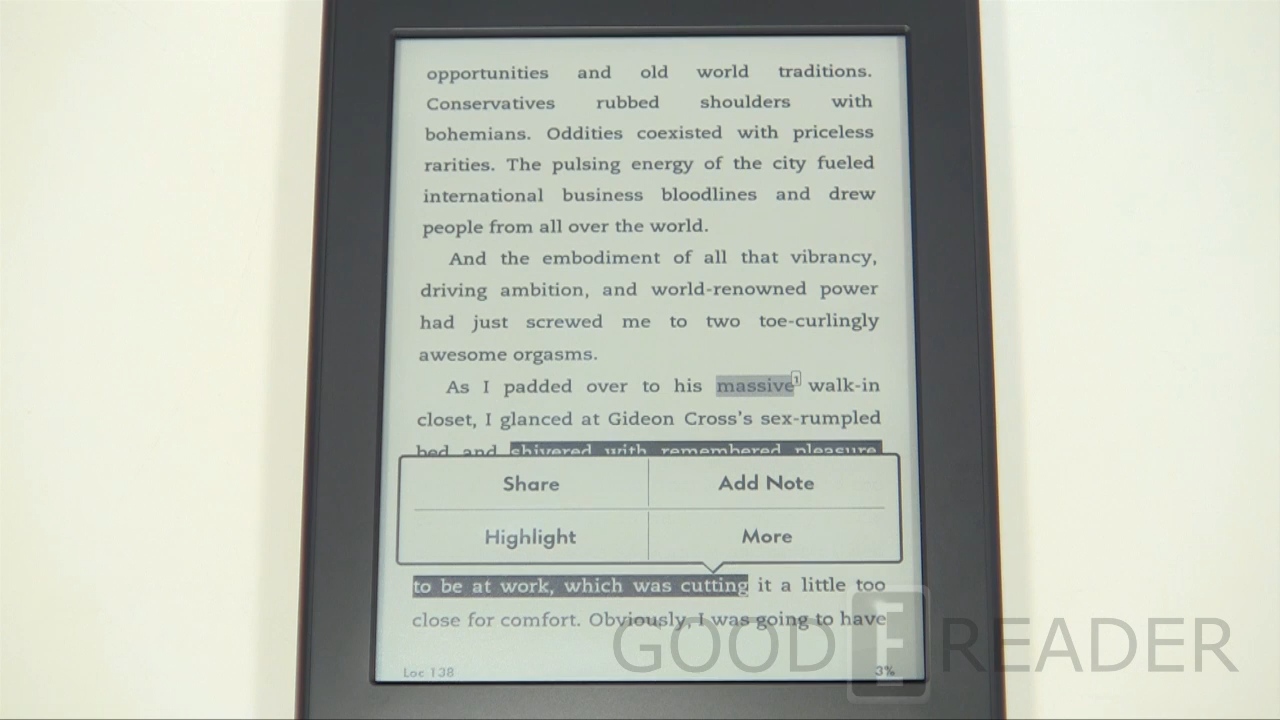 opportunities and old world traditions.
Conservatives rubbed shoulders with
bohemians. Oddities coexisted with priceless
rarities. The pulsing energy of the city fueled
international business bloodlines and drew
people from all over the world.
And the embodiment of all that vibrancy,
driving ambition, and world-renowned power
had just screwed me to two toe-curlingly
awesome orgasms.
As I padded over to his massive1 walk-in
closet, I glanced at Gideon Cross's sex-rumpled
bed and shivered with remembered pleasure
Share Add Note
Highlight More
to be at work, which was cutting it a little too
close for comfort. Obviously, I was going to have
Loc 138 3%
GOOD E READER